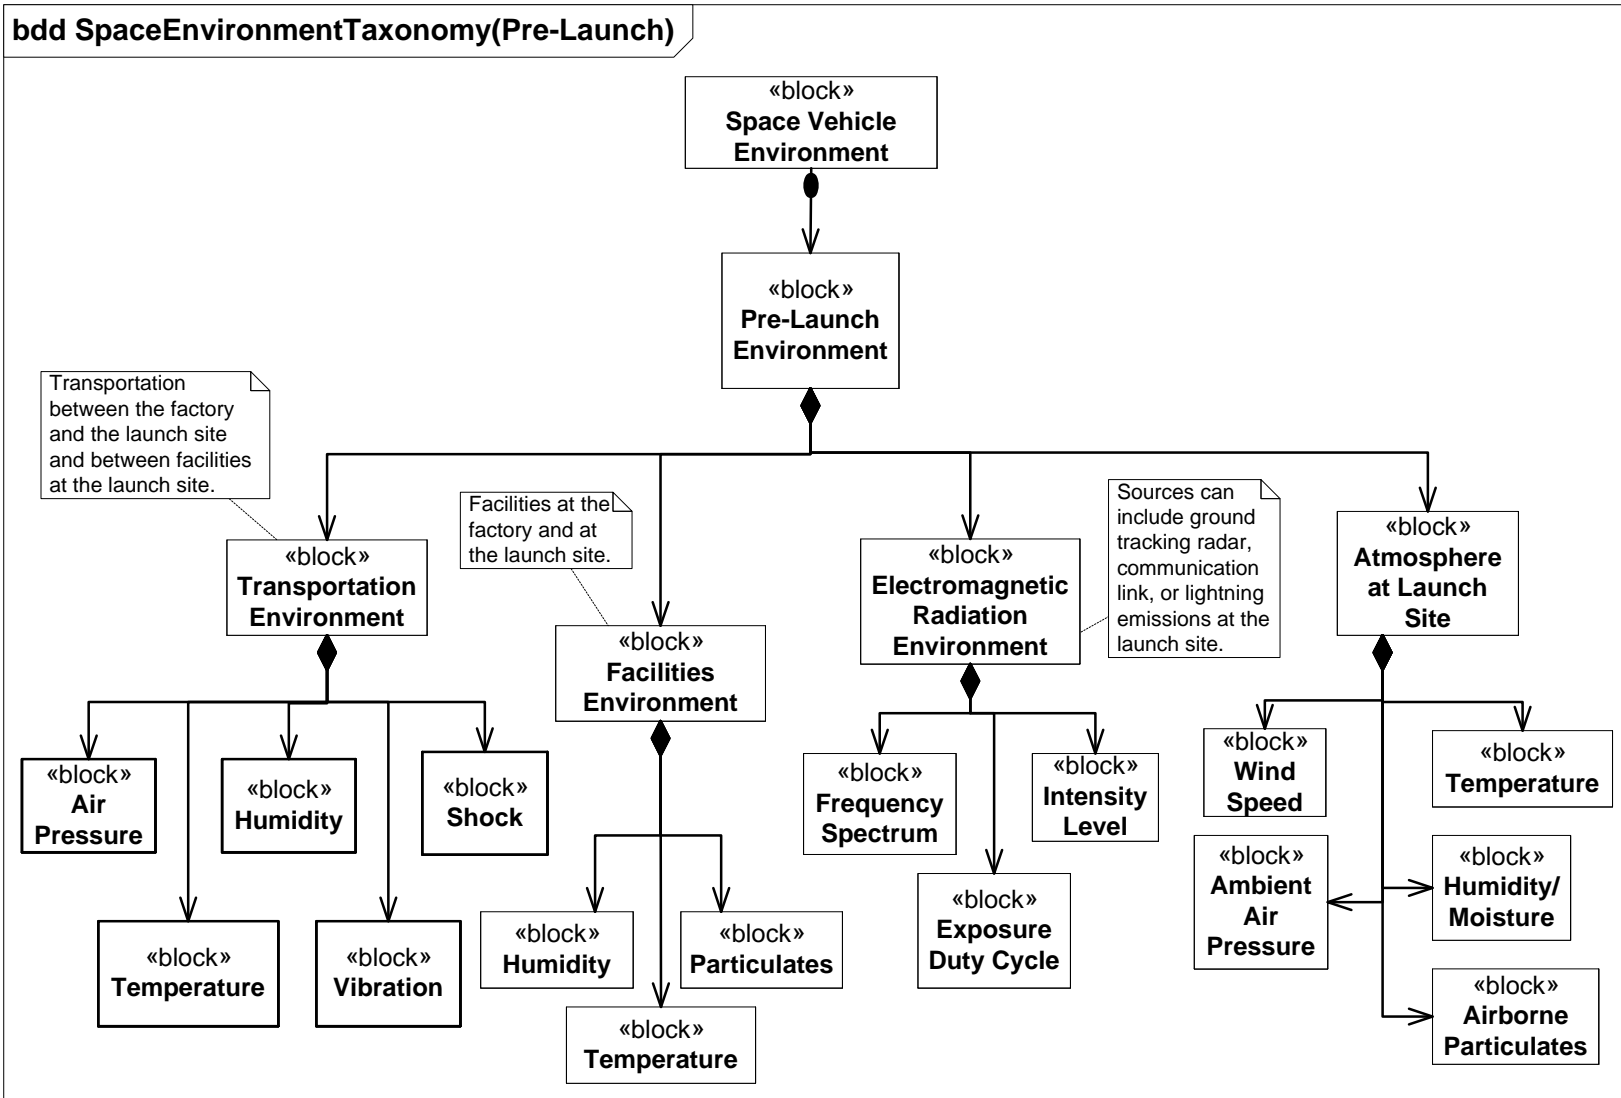 bdd SpaceEnvironmentTaxonomy(Pre-Launch)
«block»
Space Vehicle
Environment
«block»
Pre-Launch
Environment
Transportation
between the factory
and the launch site
and between facilities
at the launch site.
Facilities at the
factory and at
the launch site.
Sources can
include ground
tracking radar,
communication
link, or lightning
emissions at the
launch site.
«block»
Transportation
Environment
«block»
Facilities
Environment
«block»
Electromagnetic
Radiation
Environment
«block»
Atmosphere
at Launch
Site
«block»
Air
Pressure
«block»
Humidity
«block»
Shock
«block»
Temperature
«block»
Vibration
«block»
Humidity
«block»
Particulates
«block»
Temperature
«block»
Frequency
Spectrum
«block»
Intensity
Level
«block»
Exposure
Duty Cycle
«block»
Wind
Speed
«block»
Temperature
«block»
Ambient
Air
Pressure
«block»
Humidity/
Moisture
«block»
Airborne
Particulates